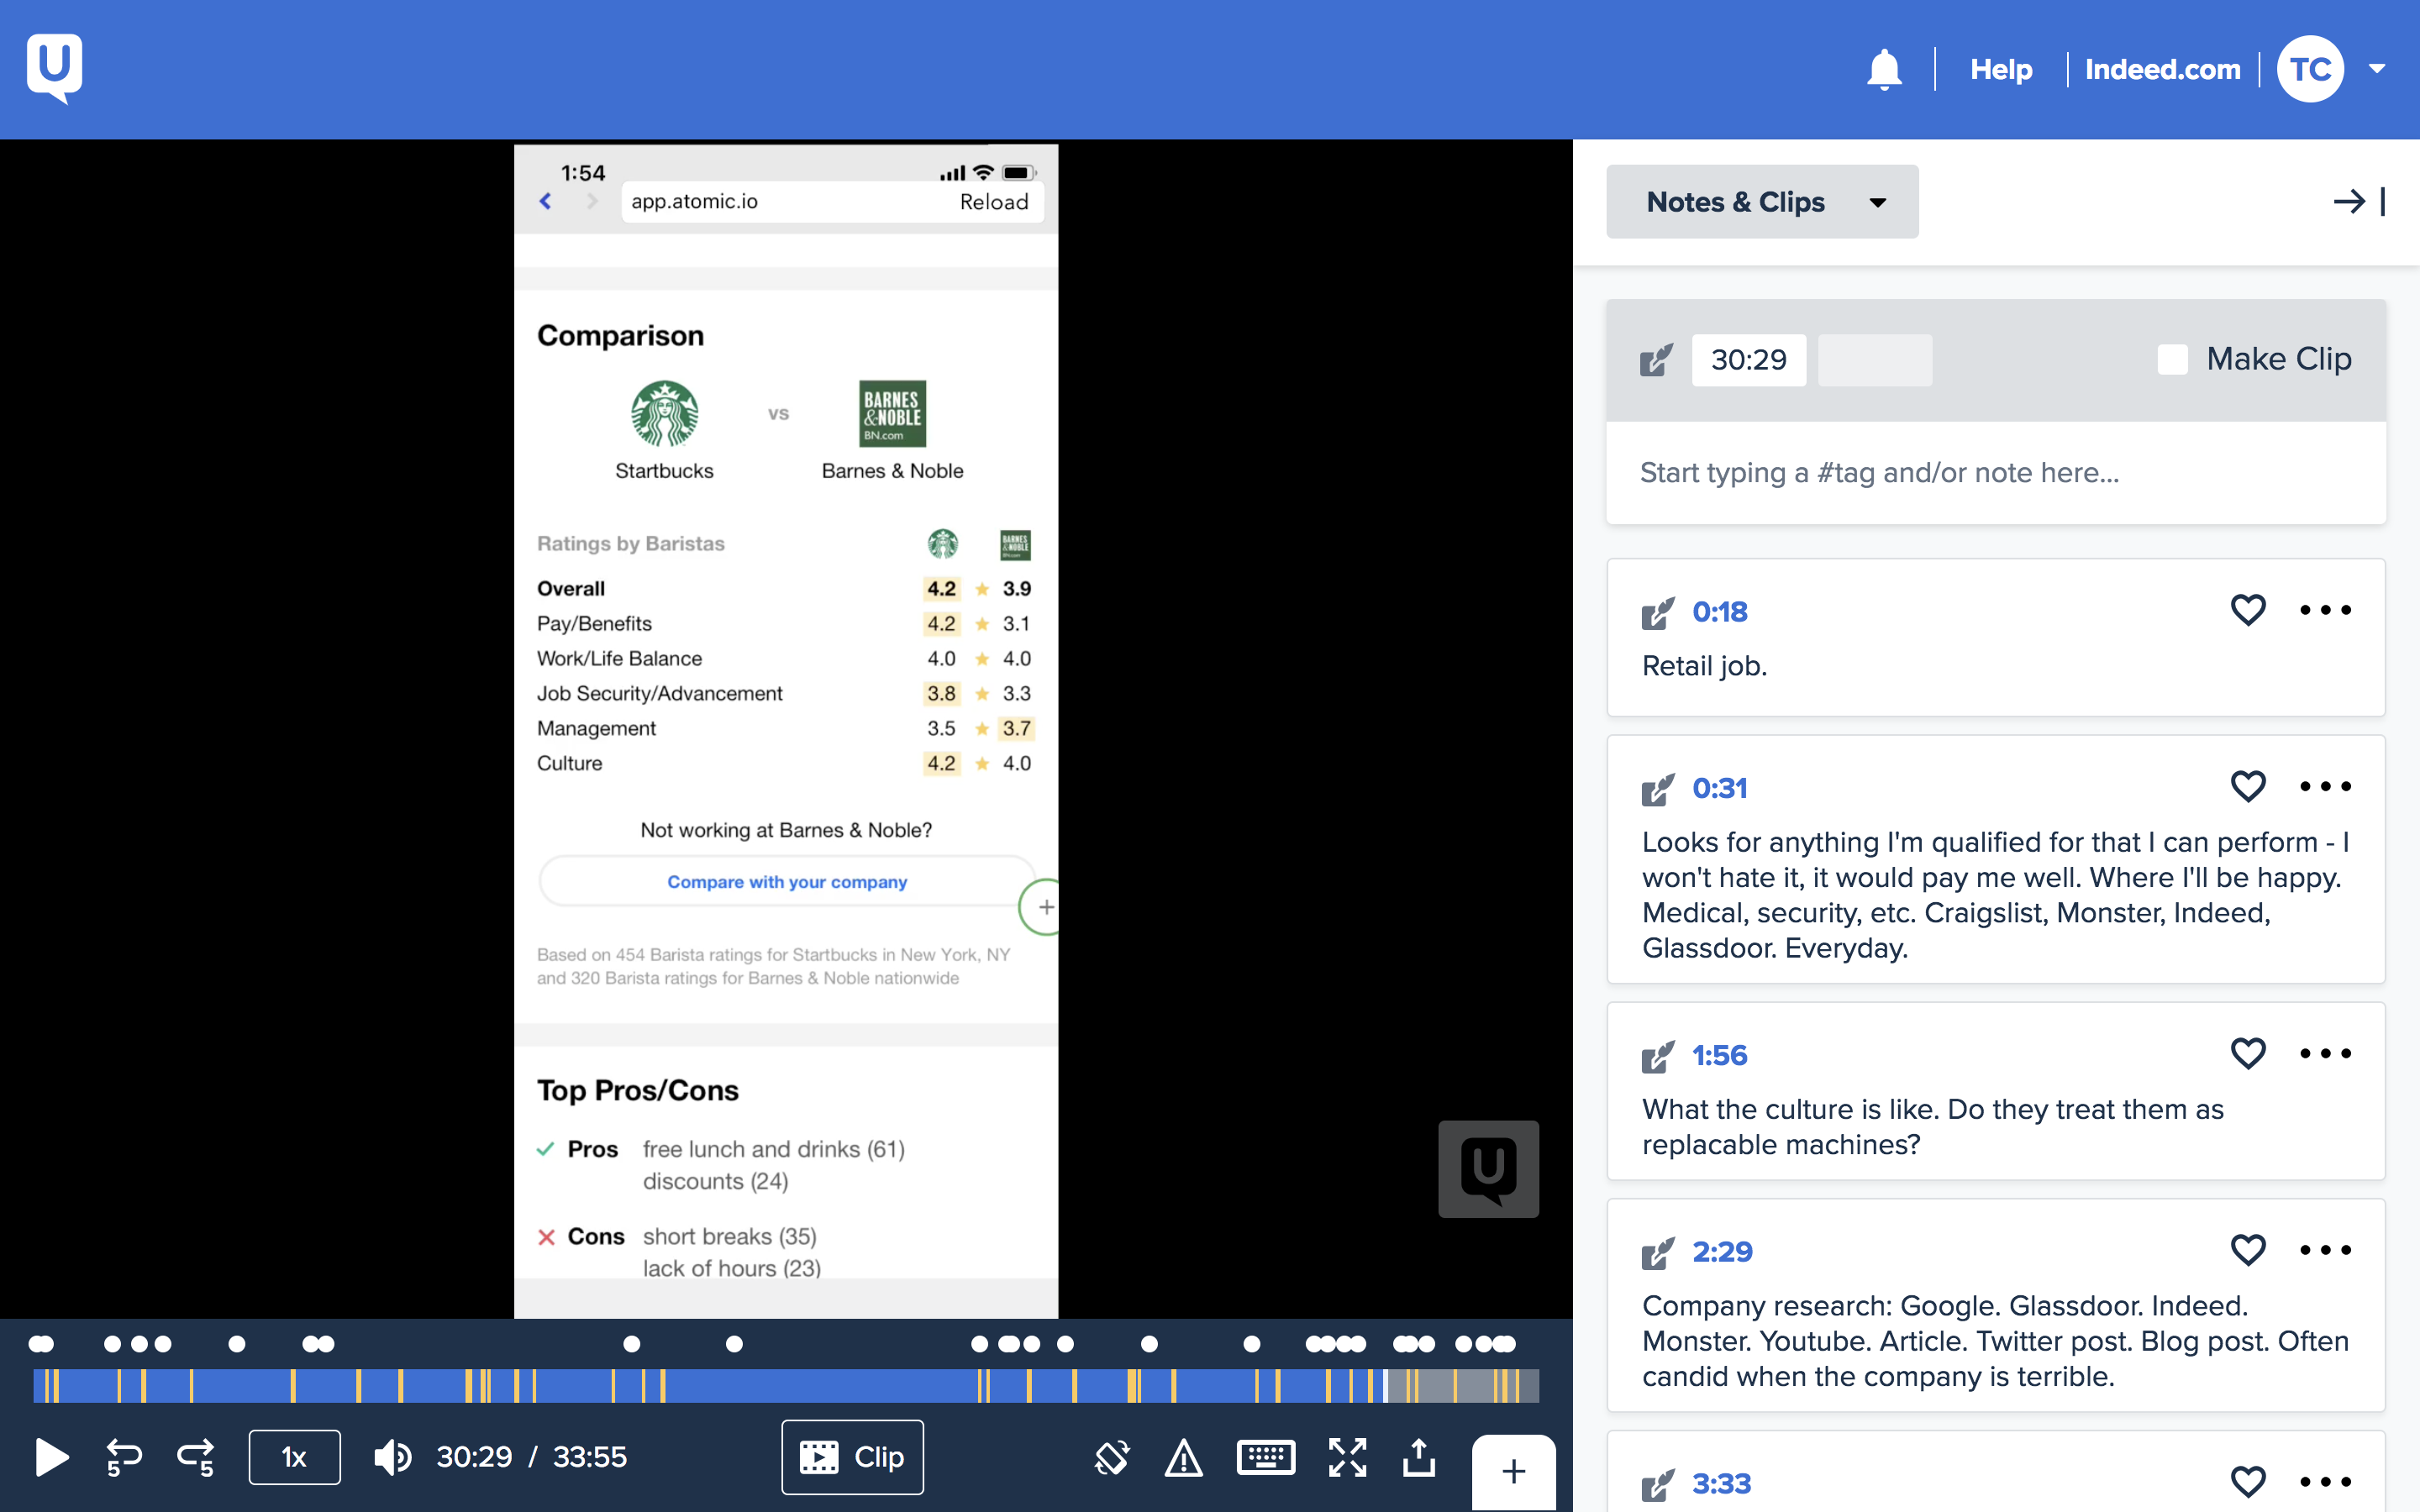 U
Help
Indeed.com
TC
1:54
app.atomic.io Reload
Comparison
BARNES
&NOBLE
BN.com
vs
Startbucks Barnes & Noble
Ratings by Baristas
BARNES
&NOBLE
Overall 4.2 3.9
Pay/Benefits 4.2 3.1
Work/Life Balance 4.0 4.0
Job Security/Advancement 3.8 3.3
Management 3.5 3.7
Culture 4.2 4.0
Not working at Barnes & Noble?
Compare with your company
+
Based on 454 Barista ratings for Startbucks in New York, NY
and 320 Barista ratings for Barnes & Noble nationwide
Top Pros/Cons
Pros free lunch and drinks (61)
discounts (24)
Cons short breaks (35)
lack of hours (23)
U
5 5 1x 30:29 / 33:55 Clip +
Notes & Clips
30:29 Make Clip
Start typing a #tag and/or note here...
0:18
Retail job.
0:31
Looks for anything I'm qualified for that I can perform - I
won't hate it, it would pay me well. Where I'll be happy.
Medical, security, etc. Craigslist, Monster, Indeed,
Glassdoor. Everyday.
1:56
What the culture is like. Do they treat them as
replacable machines?
2:29
Company research: Google. Glassdoor. Indeed.
Monster. Youtube. Article. Twitter post. Blog post. Often
candid when the company is terrible.
3:33